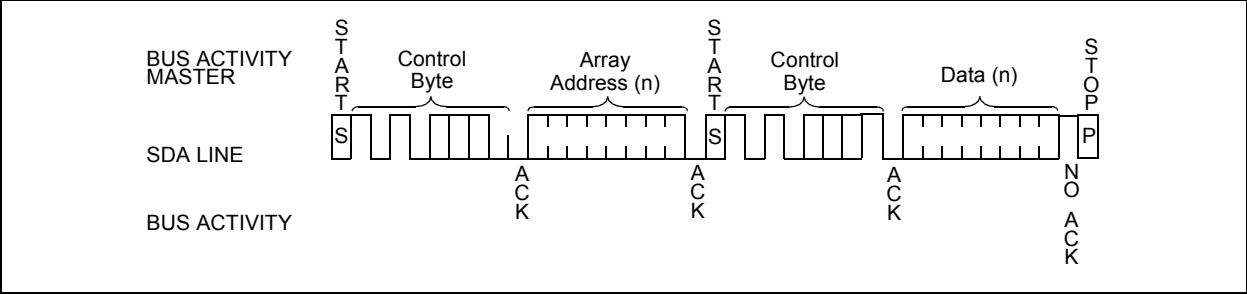 BUS ACTIVITY
MASTER
START
Control
Byte
Array
Address (n)
START
Control
Byte
Data (n)
STOP
SDA LINE
S
S
P
BUS ACTIVITY
ACK
ACK
ACK
NO ACK